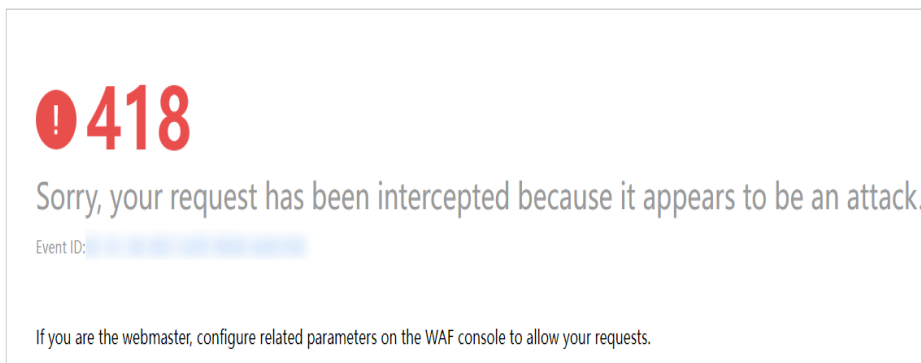 ! 418
Sorry, your request has been intercepted because it appears to be an attack.
Event ID:
If you are the webmaster, configure related parameters on the WAF console to allow your requests.